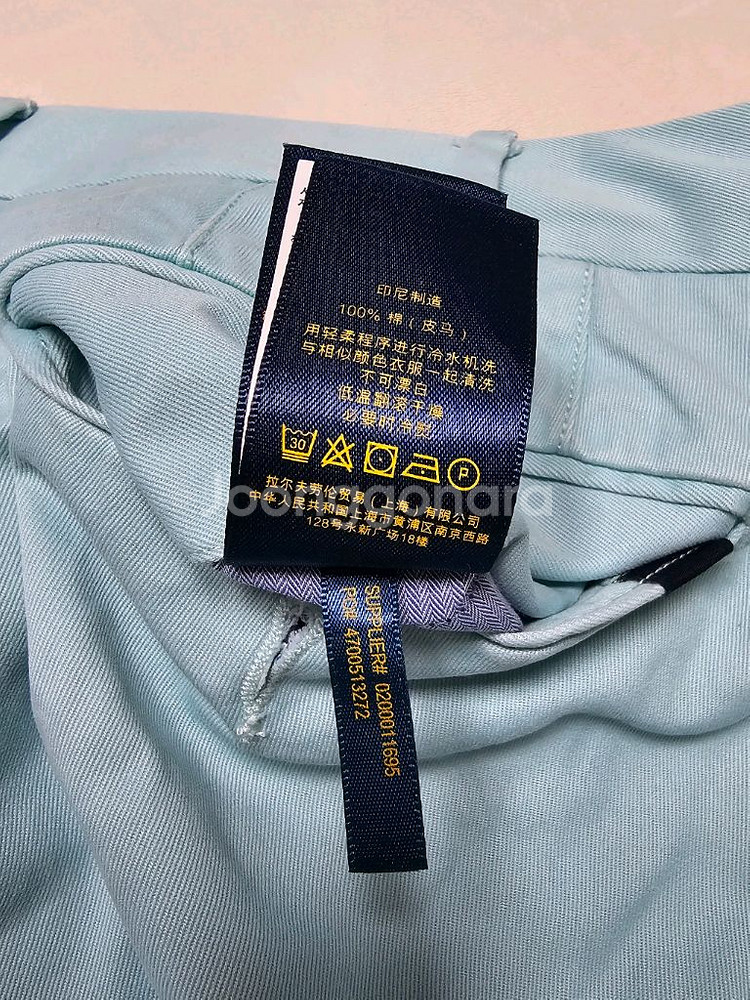 印尼制造
100% 棉 ( 皮马 )
用轻柔程序进行冷水机洗
与相似颜色衣服一起清洗
不可漂白
低温翻滚干燥
必要时冷熨
30
P
拉尔夫劳伦贸易 (上海) 有限公司
中华人民共和国上海市黄浦区南京西路
128号永新广场18楼
joonggonara
SUPPLIER# 0200011695
PS# 4700513272